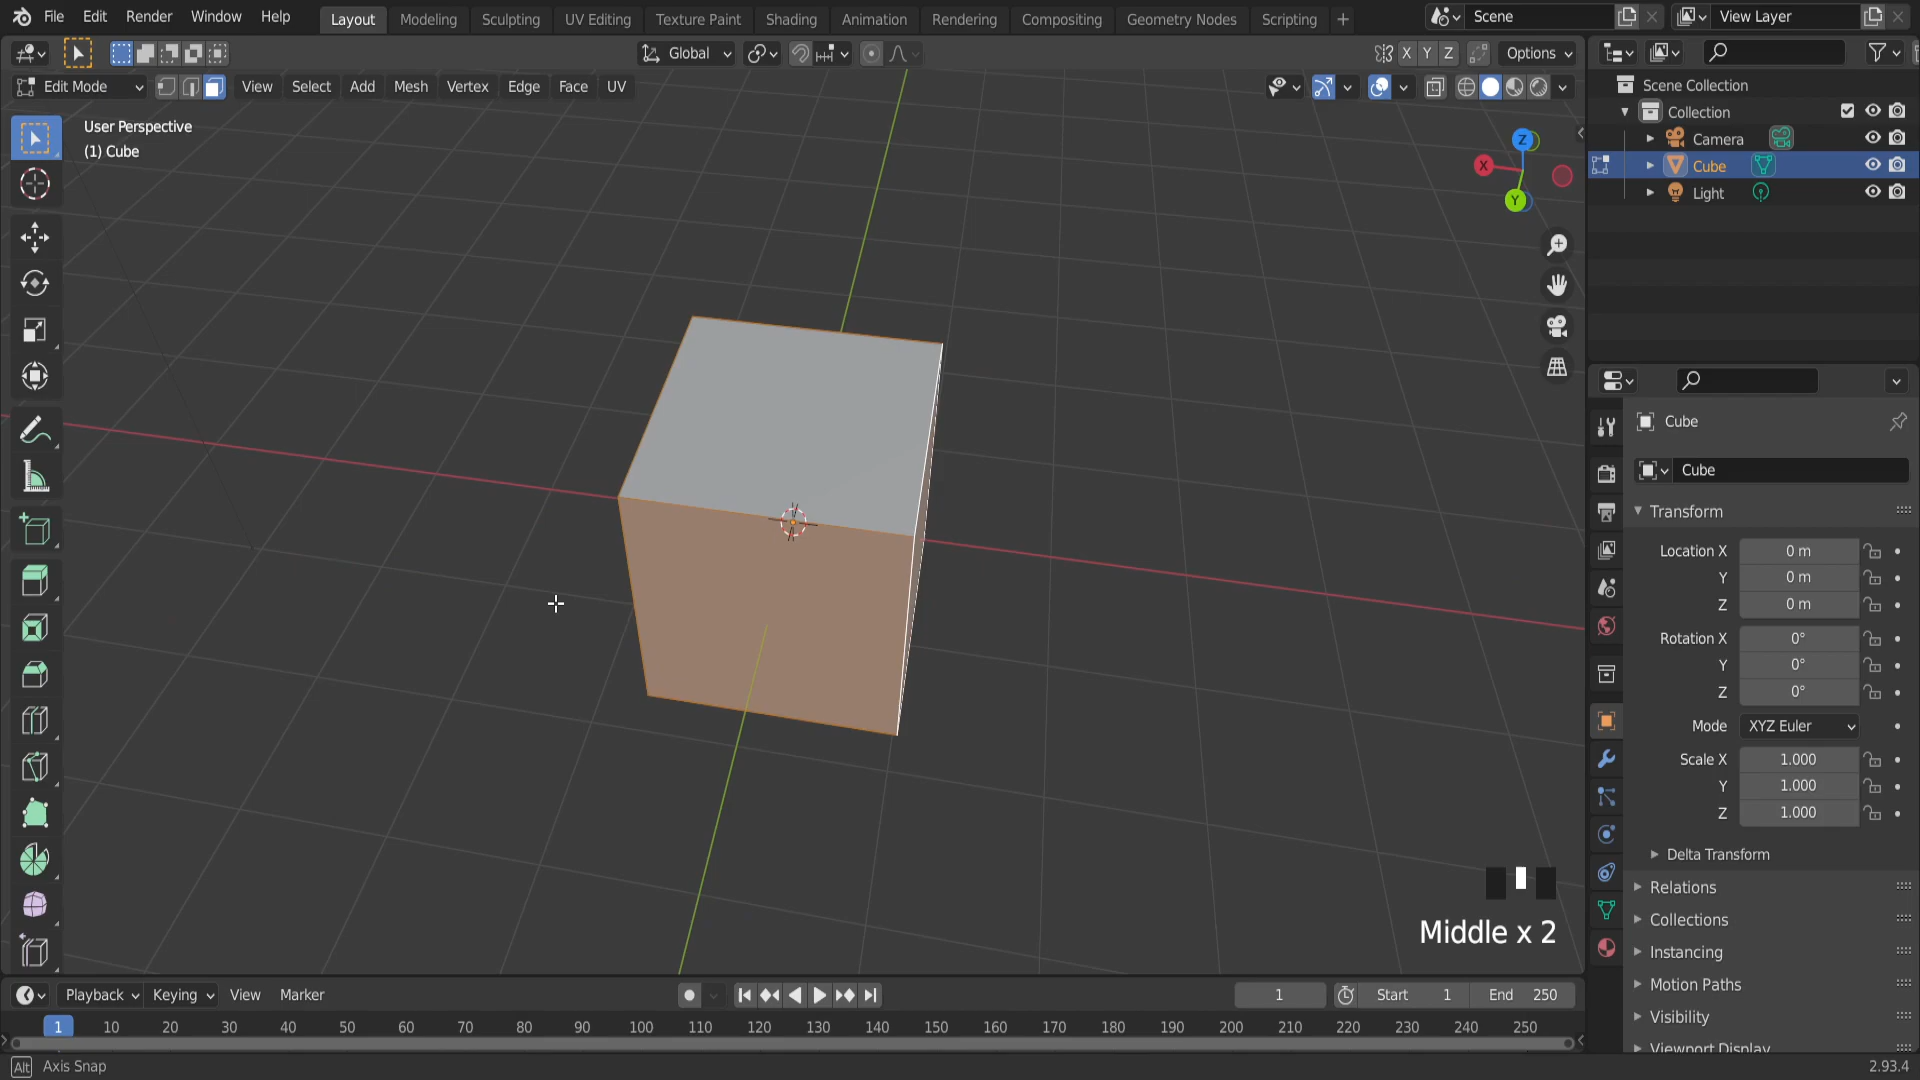 File Edit Render Window Help Layout Modeling Sculpting UV Editing Texture Paint Shading Animation Rendering Compositing Geometry Nodes Scripting + Scene View Layer
Global X Y Z Options
Edit Mode View Select Add Mesh Vertex Edge Face UV
User Perspective
(1) Cube
Z
X
Y
Scene Collection
Collection
Camera
Cube
Light
Cube
Cube
Transform
Location X 0 m
Y 0 m
Z 0 m
Rotation X 0°
Y 0°
Z 0°
Mode XYZ Euler
Scale X 1.000
Y 1.000
Z 1.000
Delta Transform
Relations
Collections
Instancing
Motion Paths
Visibility
Viewport Display
Middle x 2
Playback Keying View Marker 1 Start 1 End 250
1 10 20 30 40 50 60 70 80 90 100 110 120 130 140 150 160 170 180 190 200 210 220 230 240 250
Alt Axis Snap 2.93.4